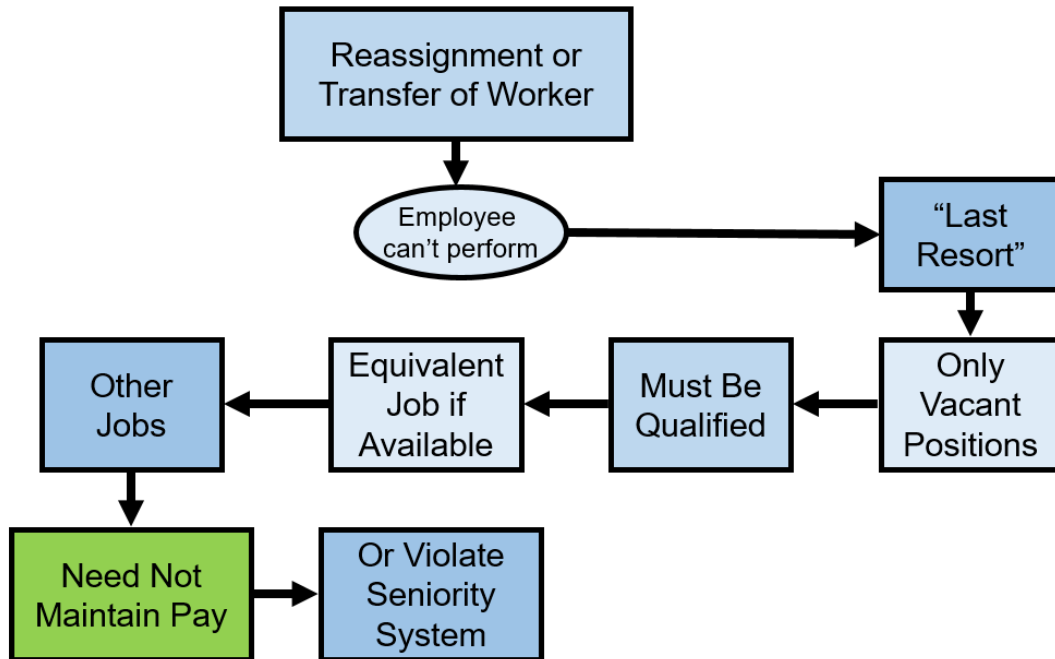 Reassignment or
Transfer of Worker
Employee
can’t perform
“Last
Resort”
Only
Vacant
Positions
Must Be
Qualified
Equivalent
Job if
Available
Other
Jobs
Need Not
Maintain Pay
Or Violate
Seniority
System